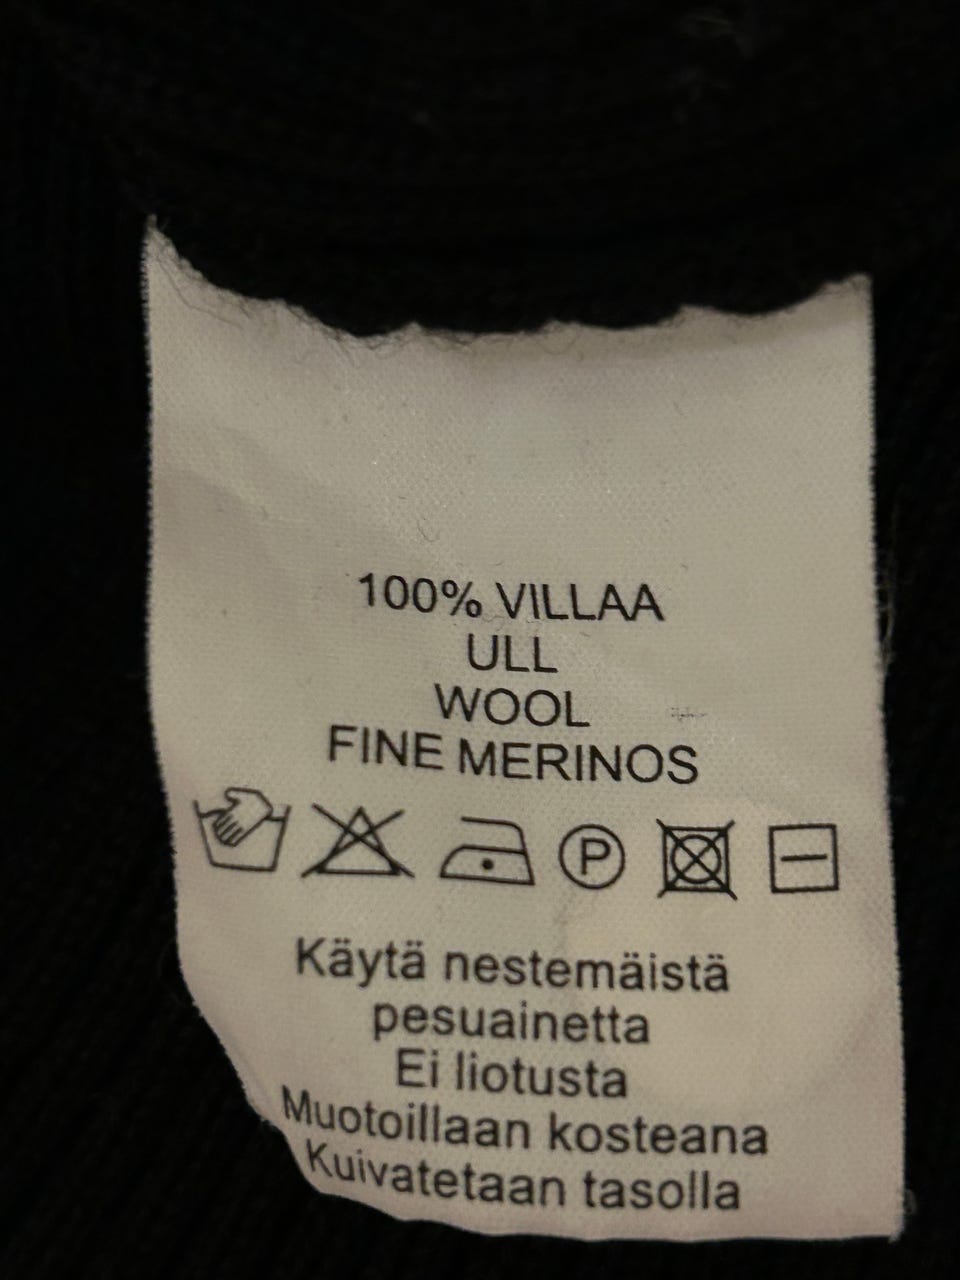 100% VILLAA
ULL
WOOL
FINE MERINOS
P
Käytä nestemäistä
pesuainetta
Ei liotusta
Muotoillaan kosteana
Kuivatetaan tasolla